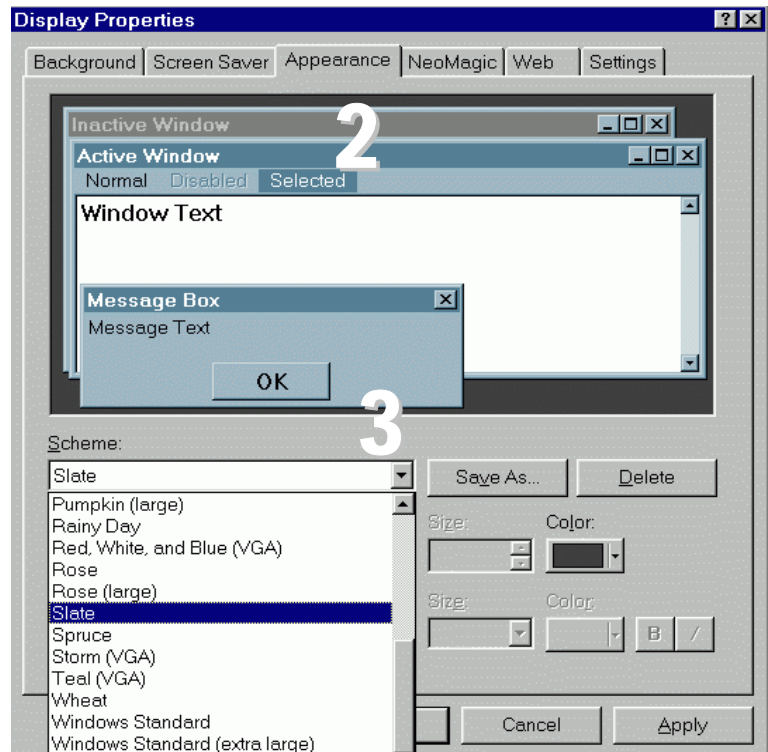 Display Properties
Background Screen Saver Appearance NeoMagic Web Settings
Inactive Window
2
Active Window
Normal Disabled Selected
Window Text
Message Box
Message Text
OK
3
Scheme:
Slate
Save As... Delete
Pumpkin (large)
Rainy Day
Red, White, and Blue (VGA)
Rose
Rose (large)
Slate
Spruce
Storm (VGA)
Teal (VGA)
Wheat
Windows Standard
Windows Standard (extra large)
Size: Color:
Size: Color:
B /
Cancel Apply